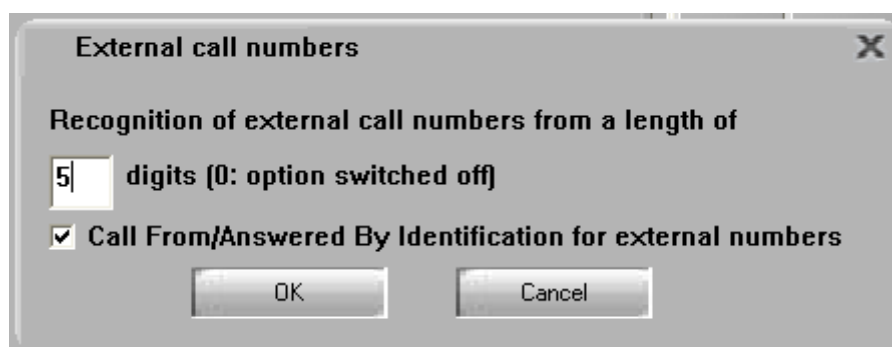 External call numbers
Recognition of external call numbers from a length of
5 digits (0: option switched off)
Call From/Answered By Identification for external numbers
OK Cancel